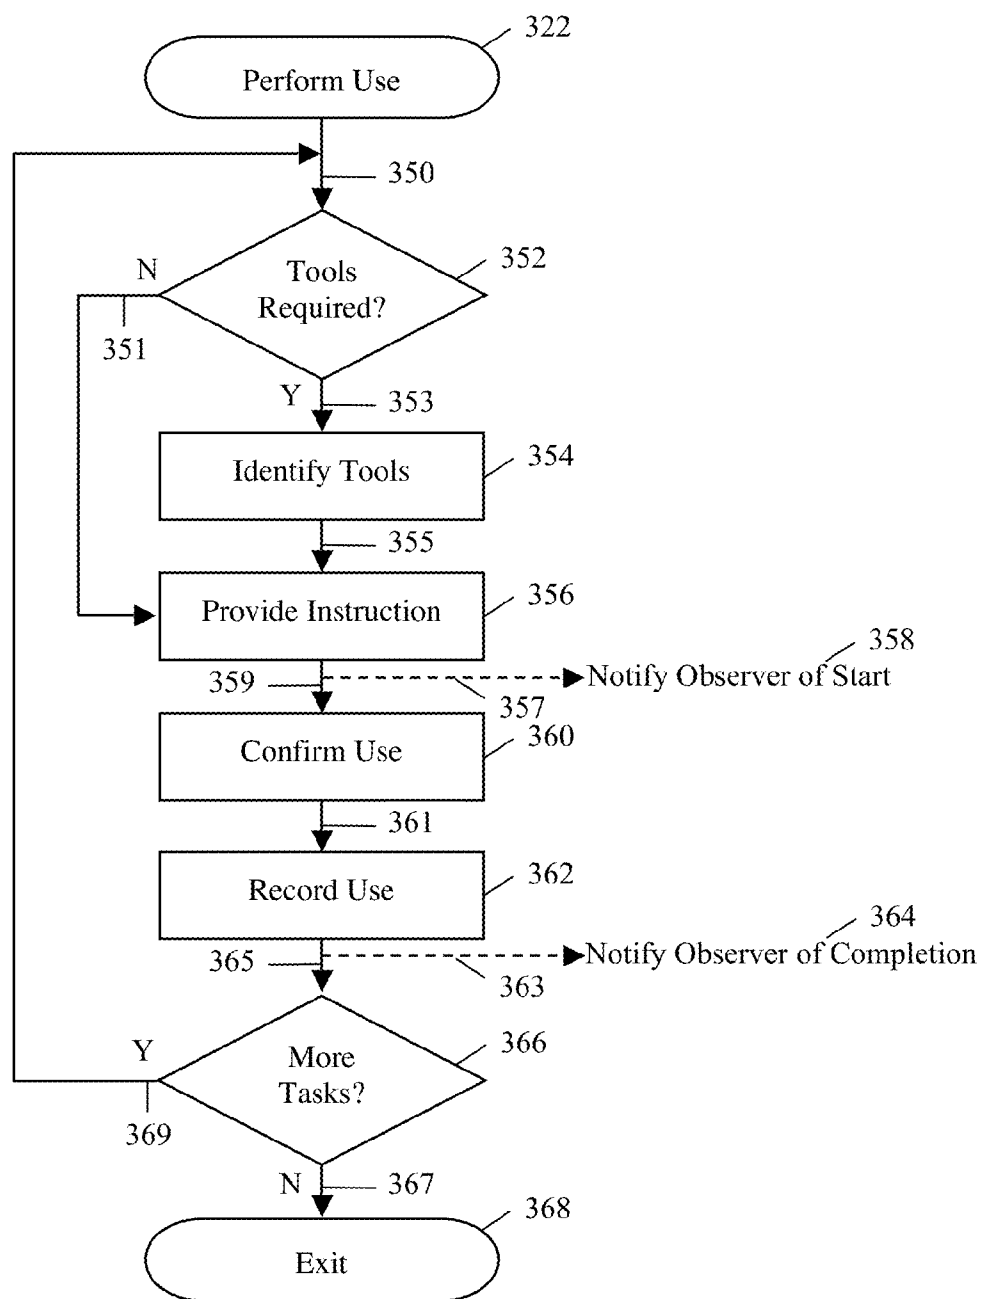 322
Perform Use
350
N
Tools
Required?
352
351
Y
353
Identify Tools
354
355
Provide Instruction
356
358
359
Notify Observer of Start
357
Confirm Use
360
361
Record Use
362
364
365
Notify Observer of Completion
363
Y
More
Tasks?
366
369
N
367
368
Exit